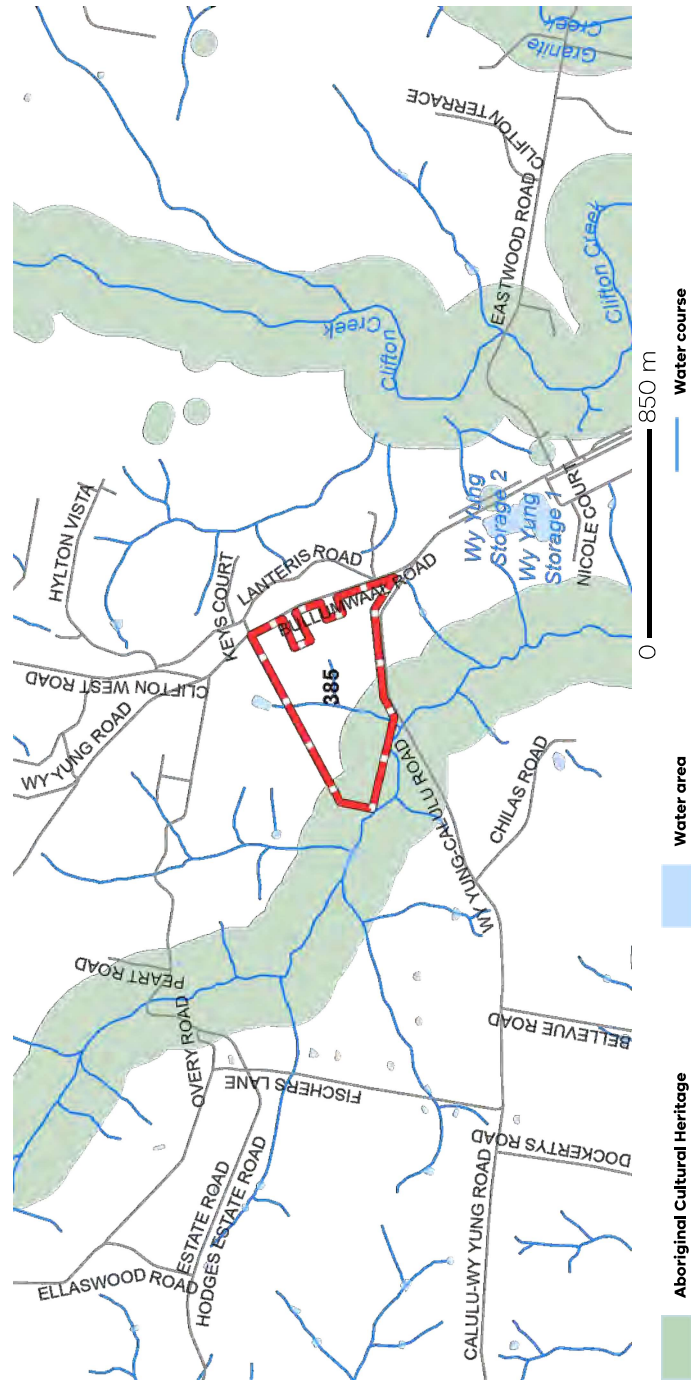 ELLASWOOD ROAD
ESTATE ROAD
HODGES ESTATE ROAD
OVERY ROAD
PEART ROAD
FISCHERS LANE
CALULU-WY YUNG ROAD
DOCKERTYS ROAD
BELLEVUE ROAD
WY YUNG-CALULU ROAD
CHILAS ROAD
WY YUNG ROAD
CLIFTON WEST ROAD
HYLTON VISTA
KEYS COURT
LANTERIS ROAD
BULLUMWAAL ROAD
385
Wy Yung
Storage 2
Wy Yung
Storage 1
NICOLE COURT
Clifton
Creek
EASTWOOD ROAD
CLIFTON TERRACE
Clifton Creek
Granite
Creek
0
850 m
Aboriginal Cultural Heritage
Water area
Water course